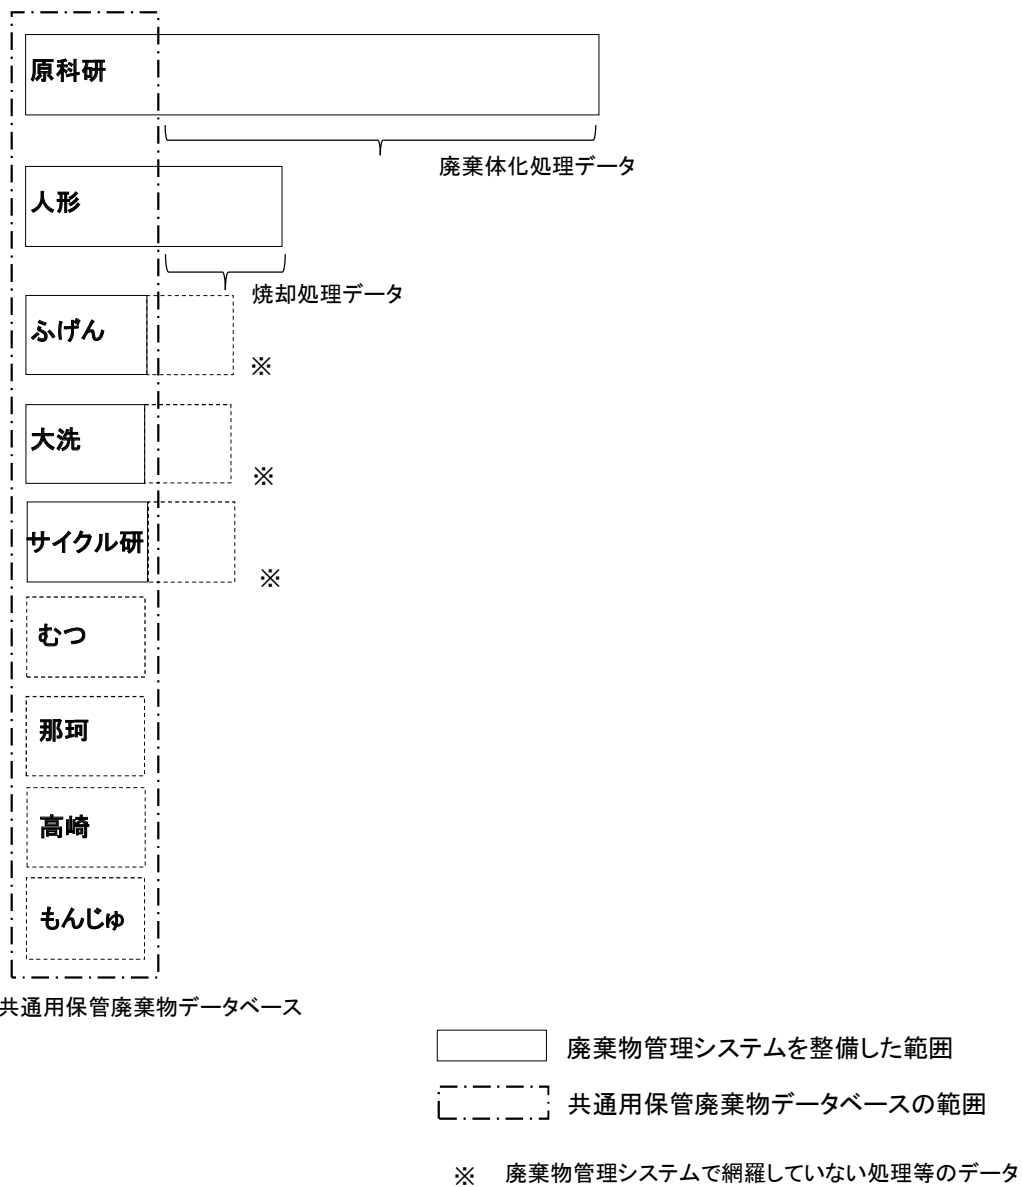 原科研
廃棄体化処理データ
人形
焼却処理データ
ふげん
※
大洗
※
サイクル研
※
むつ
那珂
高崎
もんじゅ
共通用保管廃棄物データベース
廃棄物管理システムを整備した範囲
共通用保管廃棄物データベースの範囲
※ 廃棄物管理システムで網羅していない処理等のデータ